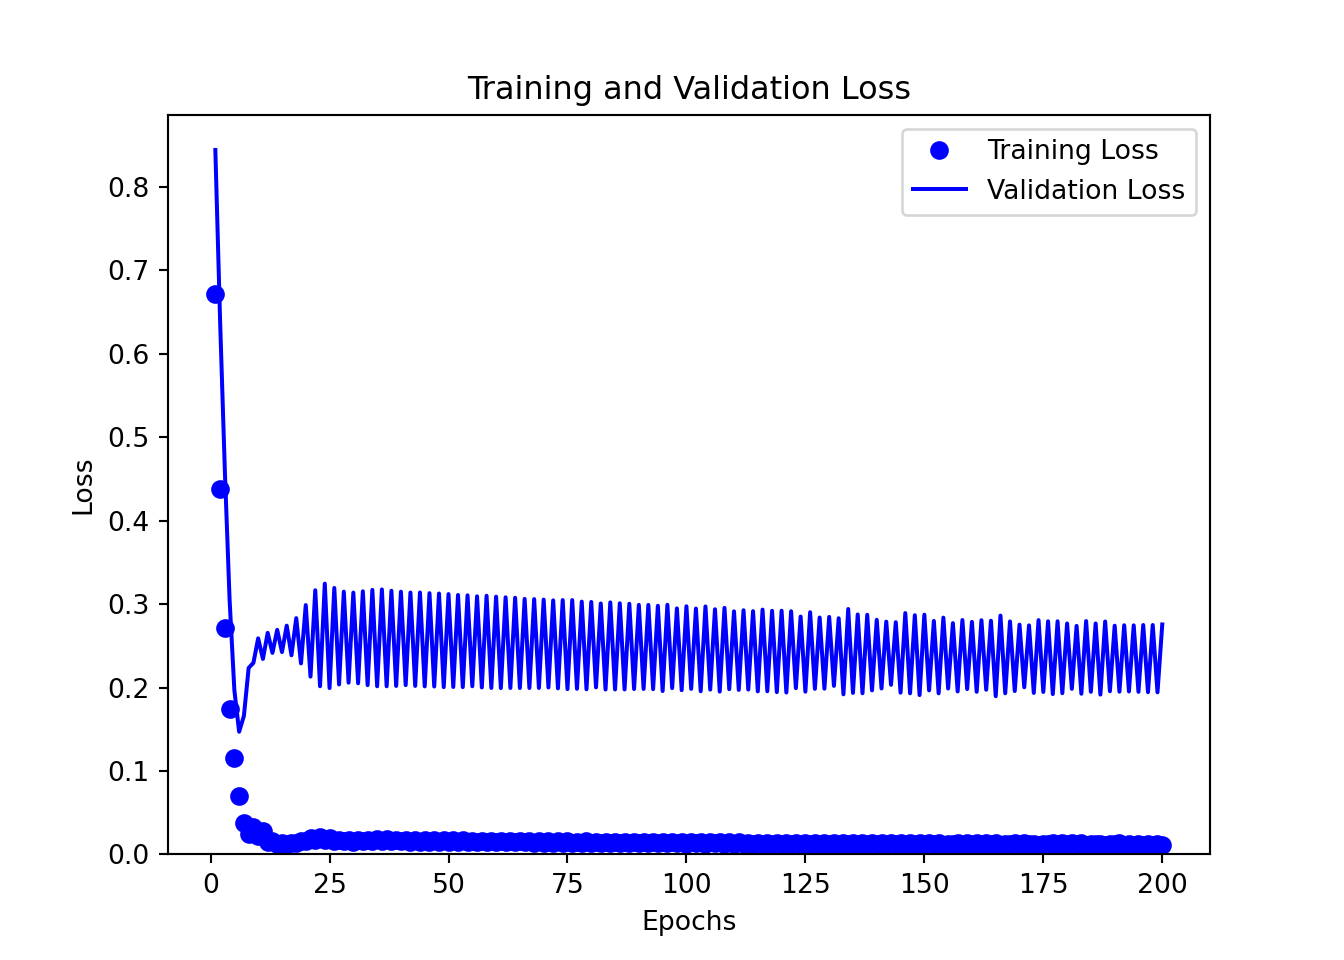 Training and Validation Loss
Training Loss
Validation Loss
0.8
0.7
0.6
0.5
0.4
0.3
0.2
0.1
0.0
Loss
0 25 50 75 100 125 150 175 200
Epochs